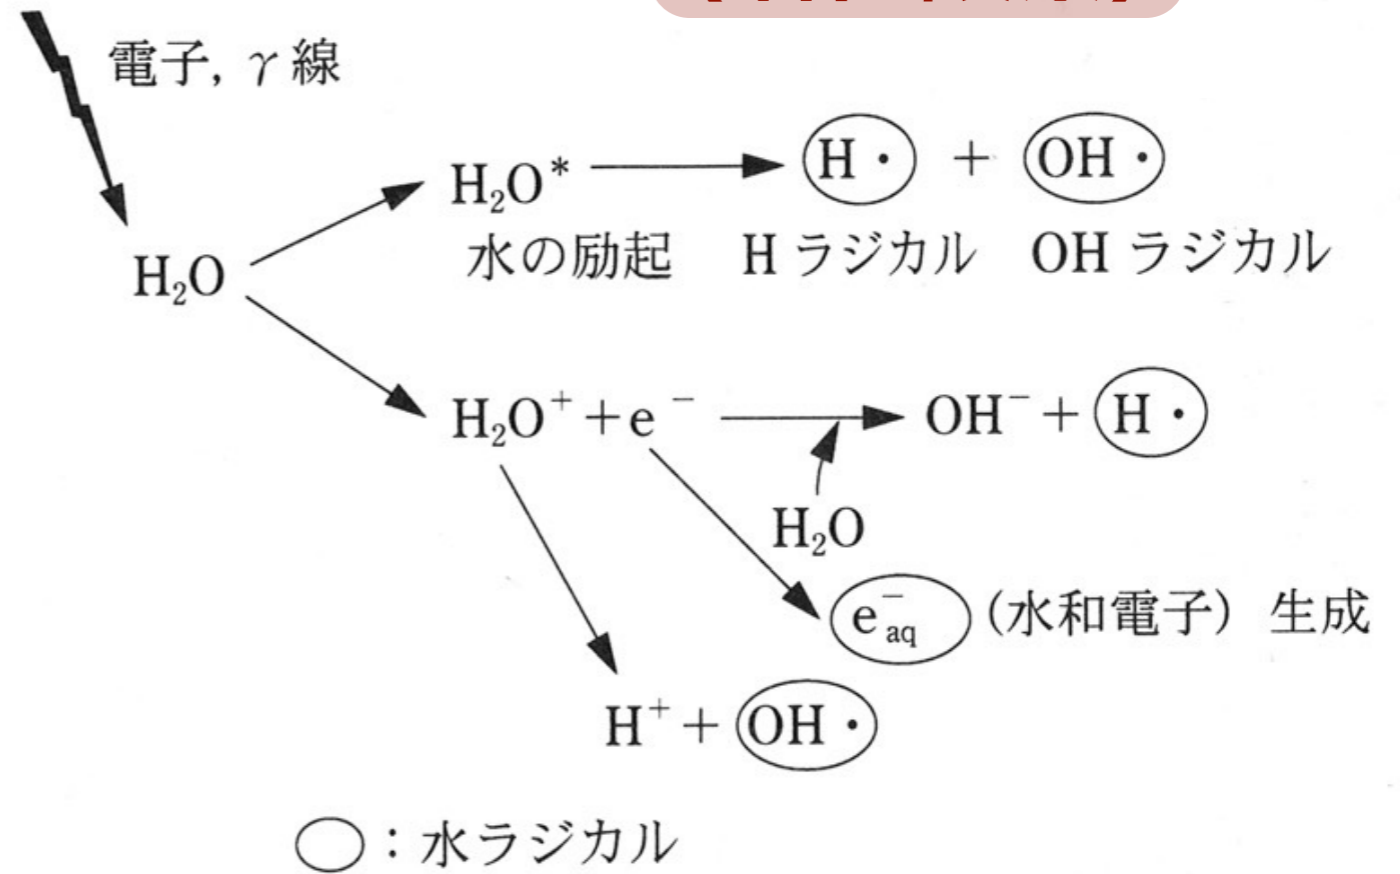 電子, γ線
H₂O* → H・ + OH・
水の励起 Hラジカル OHラジカル
H₂O
H₂O⁺ + e⁻ → OH⁻ + H・
H₂O
e⁻aq (水和電子) 生成
H⁺ + OH・
○：水ラジカル